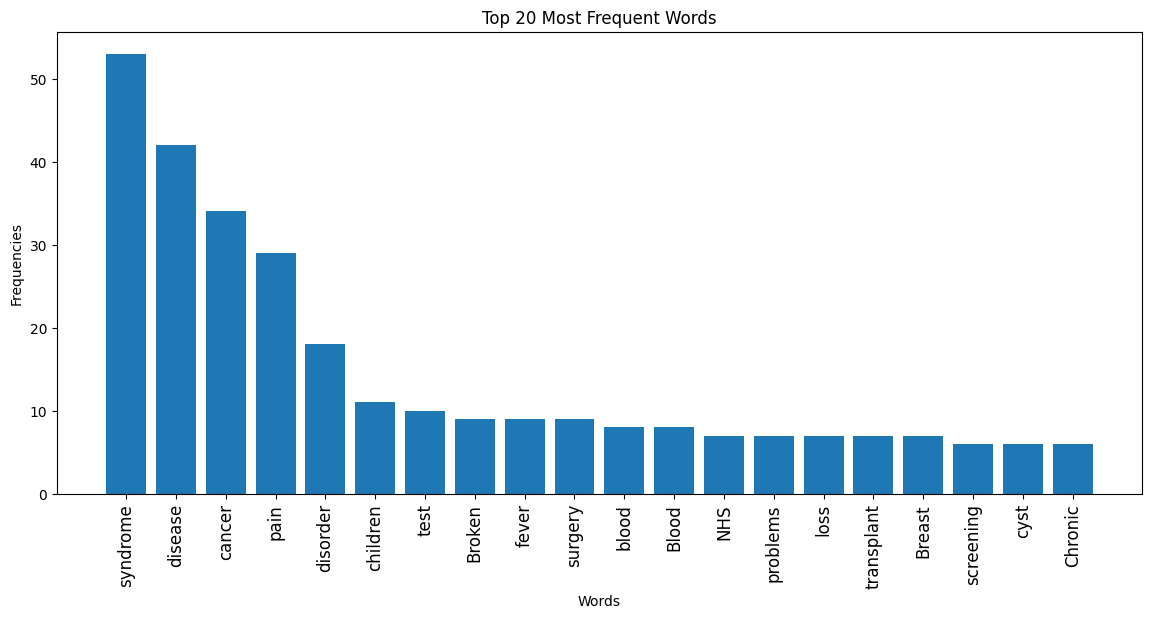 Top 20 Most Frequent Words
Frequencies
50
40
30
20
10
0
syndrome
disease
cancer
pain
disorder
children
test
Broken
fever
surgery
blood
Blood
NHS
problems
loss
transplant
Breast
screening
cyst
Chronic
Words